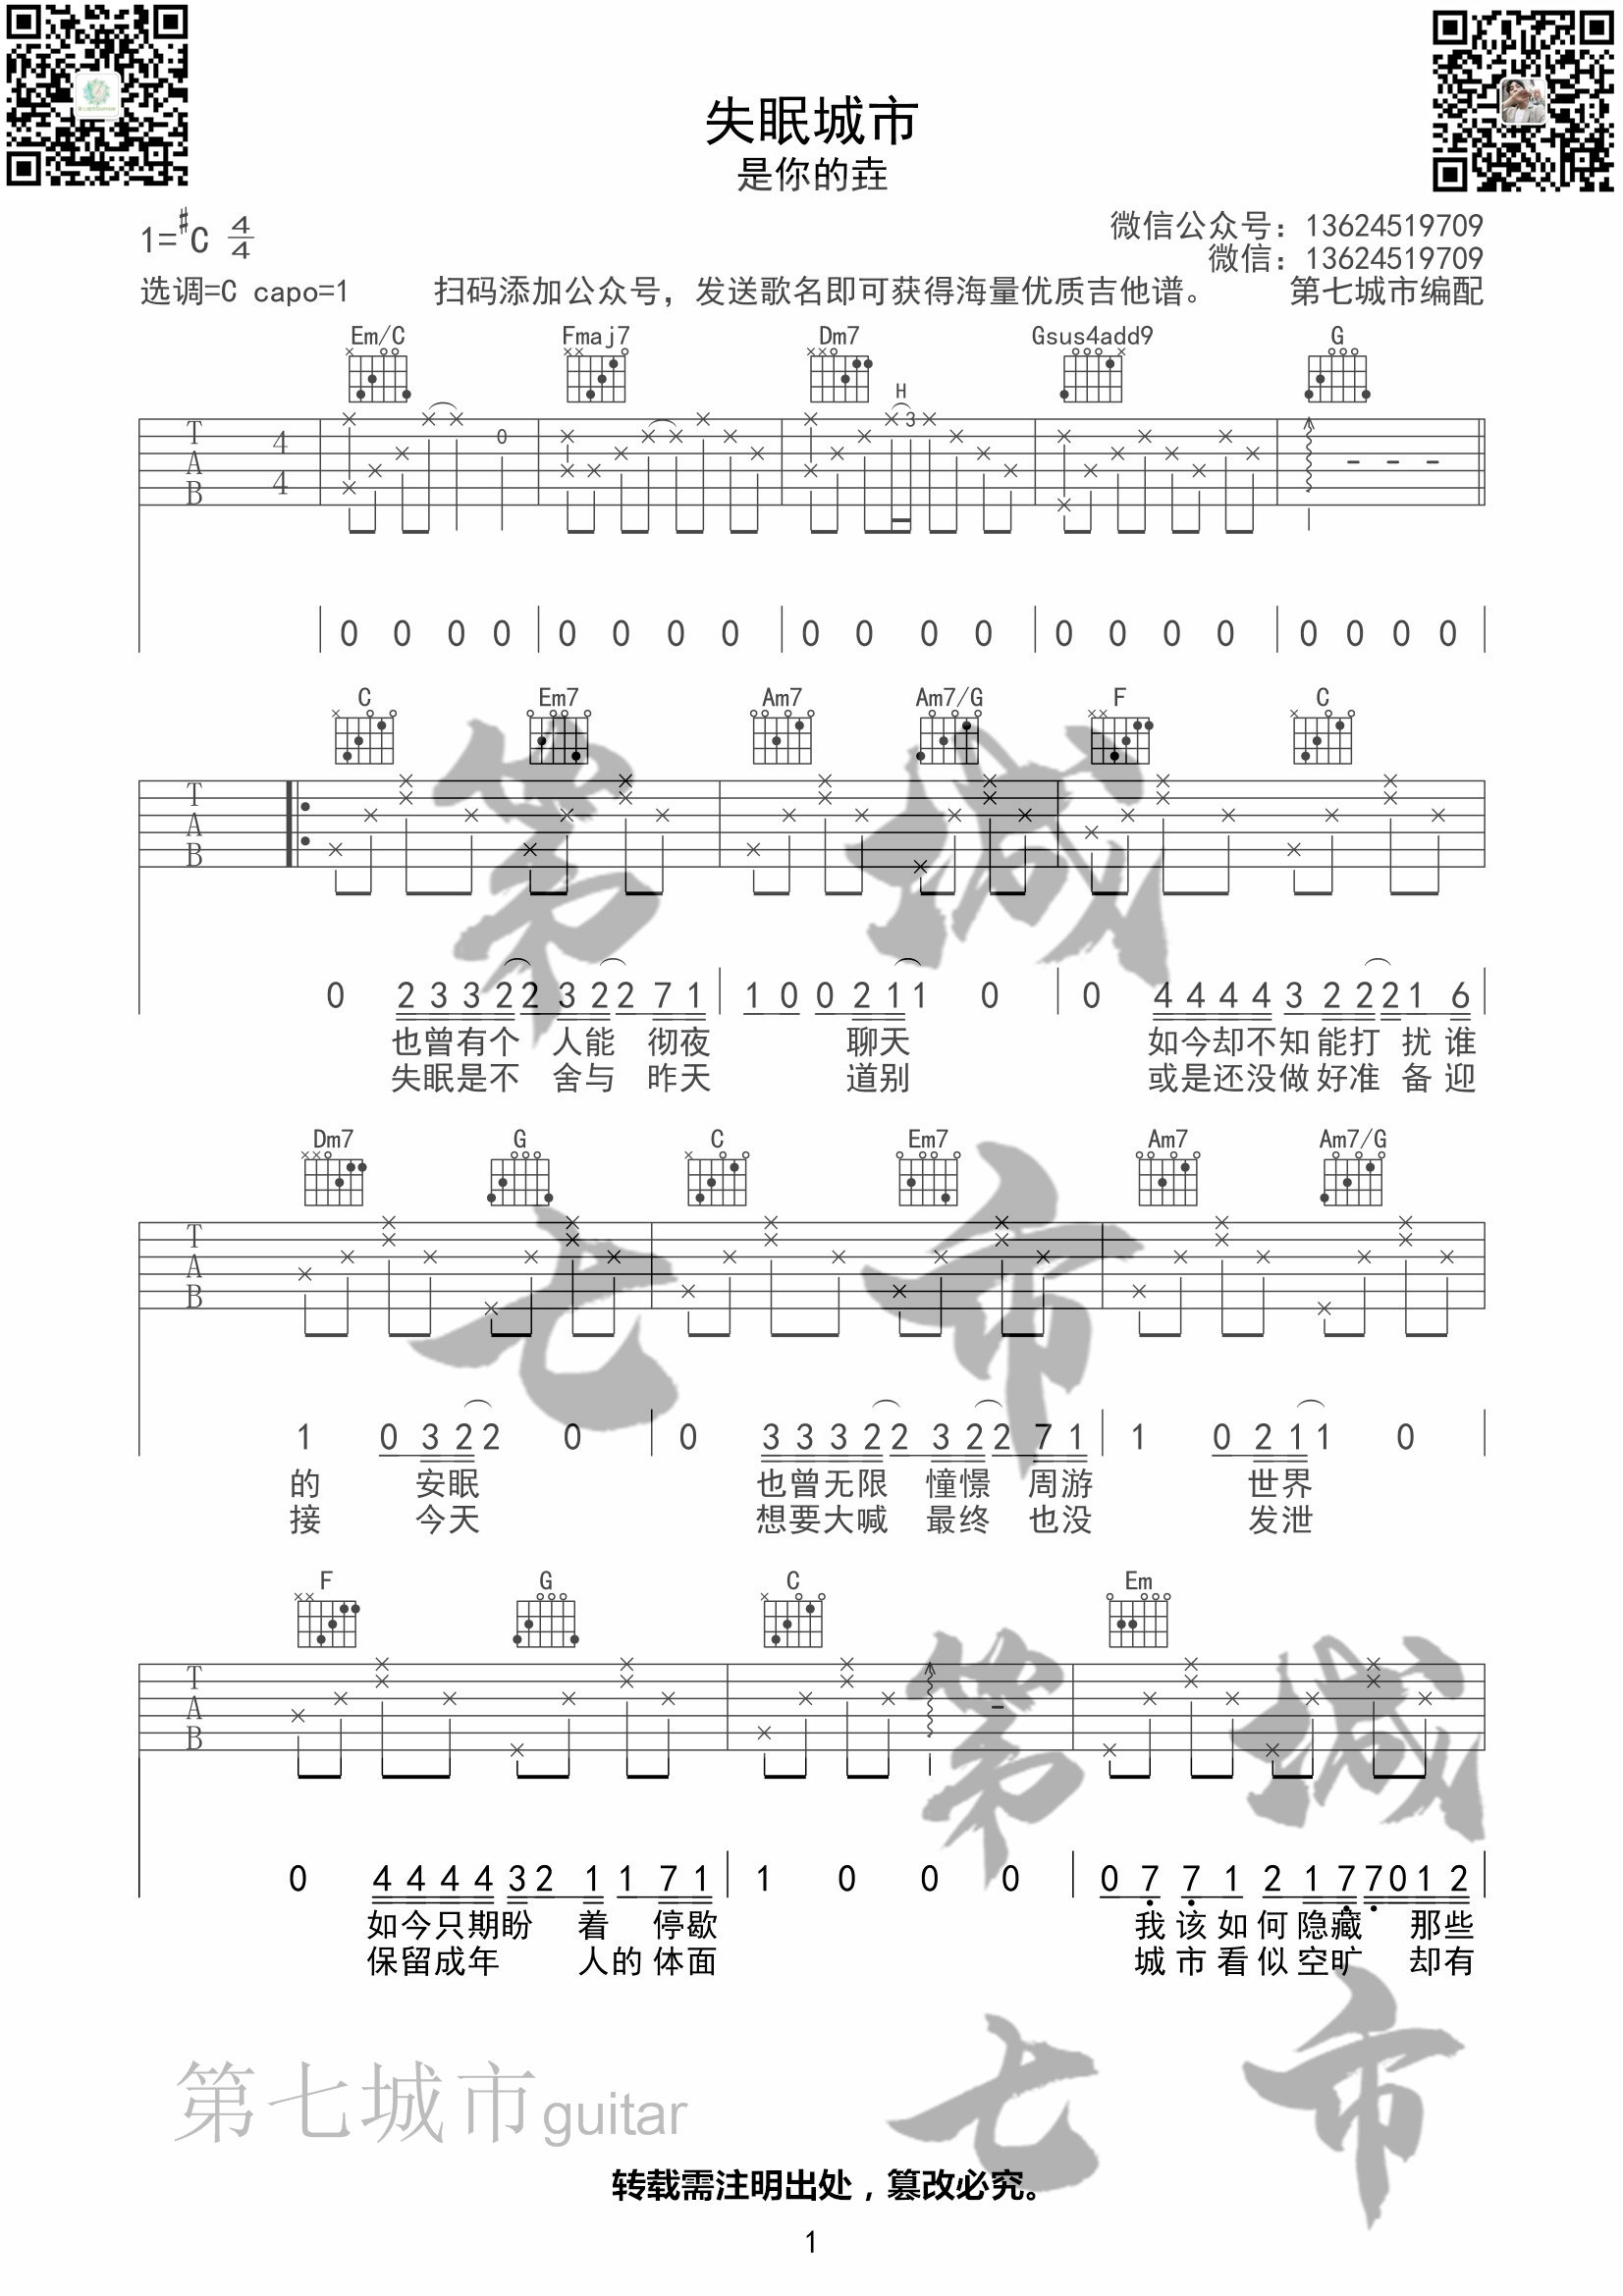 失眠城市
是你的垚
1=#C 4/4
微信公众号：13624519709
微信：13624519709
选调=C capo=1 扫码添加公众号，发送歌名即可获得海量优质吉他谱。 第七城市编配
Em/C Fmaj7 Dm7 Gsus4add9 G
H
T A B 4/4 0 3 - - -
0 0 0 0 0 0 0 0 0 0 0 0 0 0 0 0 0 0 0 0
C Em7 Am7 Am7/G F C
T A B
0 2 3 3 2 2 3 2 2 7 1 1 0 0 2 1 1 0 0 4 4 4 4 3 2 2 2 1 6
也曾有个 人能 彻夜 聊天 如今却不知能打 扰谁
失眠是不 舍与 昨天 道别 或是还没做好准 备迎
Dm7 G C Em7 Am7 Am7/G
T A B
1 0 3 2 2 0 0 3 3 3 2 2 3 2 2 7 1 1 0 2 1 1 0
的 安眠 也曾无限 憧憬 周游 世界
接 今天 想要大喊 最终 也没 发泄
F G C Em
T A B -
0 4 4 4 4 3 2 1 1 7 1 1 0 0 0 0 7 7 1 2 1 7 7 0 1 2
如今只期盼 着 停歇 我该如何隐藏 那些
保留成年 人的体面 城市看似空旷 却有
第七城市
第七城市
第七城市guitar
转载需注明出处，篡改必究。
1